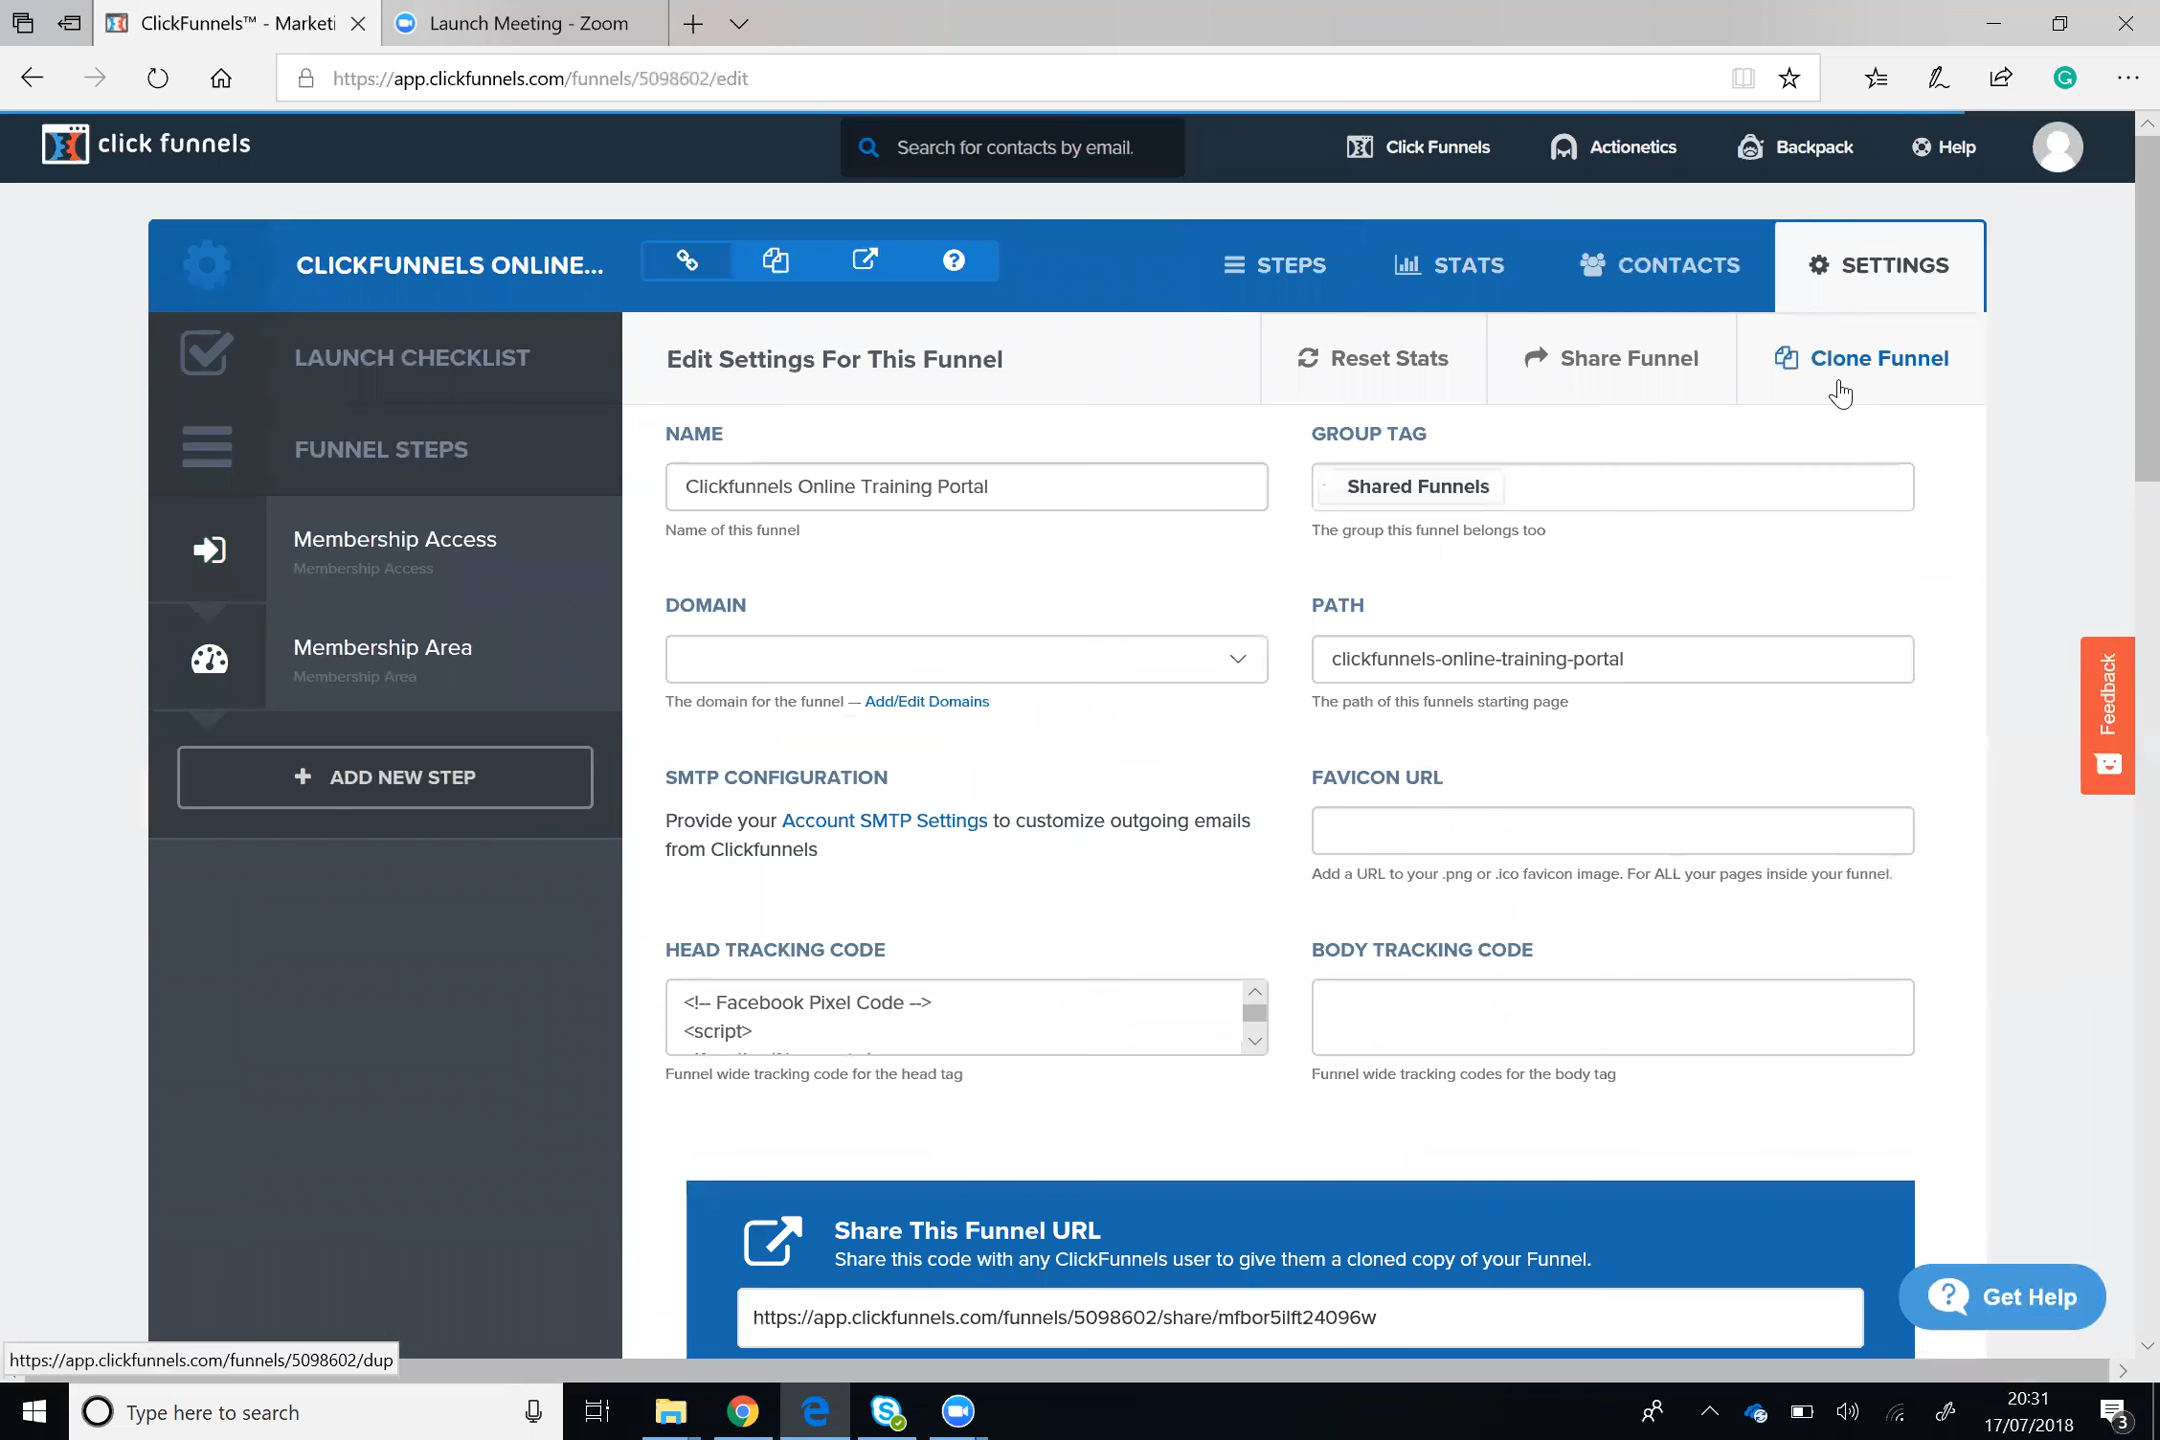 ClickFunnels™ - Marketi
Launch Meeting - Zoom
https://app.clickfunnels.com/funnels/5098602/edit
click funnels
Search for contacts by email.
Click Funnels
Actionetics
Backpack
Help
CLICKFUNNELS ONLINE...
STEPS
STATS
CONTACTS
SETTINGS
LAUNCH CHECKLIST
FUNNEL STEPS
Membership Access
Membership Access
Membership Area
Membership Area
ADD NEW STEP
Edit Settings For This Funnel
Reset Stats
Share Funnel
Clone Funnel
NAME
Clickfunnels Online Training Portal
Name of this funnel
GROUP TAG
Shared Funnels
The group this funnel belongs too
DOMAIN
The domain for the funnel — Add/Edit Domains
PATH
clickfunnels-online-training-portal
The path of this funnels starting page
SMTP CONFIGURATION
Provide your Account SMTP Settings to customize outgoing emails
from Clickfunnels
FAVICON URL
Add a URL to your .png or .ico favicon image. For ALL your pages inside your funnel.
HEAD TRACKING CODE
<!-- Facebook Pixel Code -->
<script>
Funnel wide tracking code for the head tag
BODY TRACKING CODE
Funnel wide tracking codes for the body tag
Share This Funnel URL
Share this code with any ClickFunnels user to give them a cloned copy of your Funnel.
https://app.clickfunnels.com/funnels/5098602/share/mfbor5ilft24096w
Feedback
Get Help
https://app.clickfunnels.com/funnels/5098602/dup
Type here to search
20:31
17/07/2018
3